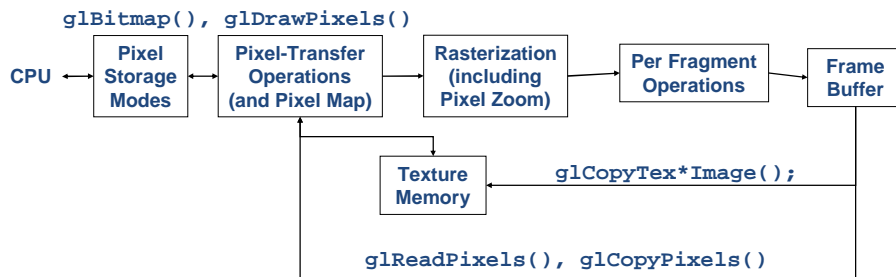 glBitmap(), glDrawPixels()
CPU
Pixel
Storage
Modes
Pixel-Transfer
Operations
(and Pixel Map)
Rasterization
(including
Pixel Zoom)
Per Fragment
Operations
Frame
Buffer
Texture
Memory
glCopyTex*Image();
glReadPixels(), glCopyPixels()